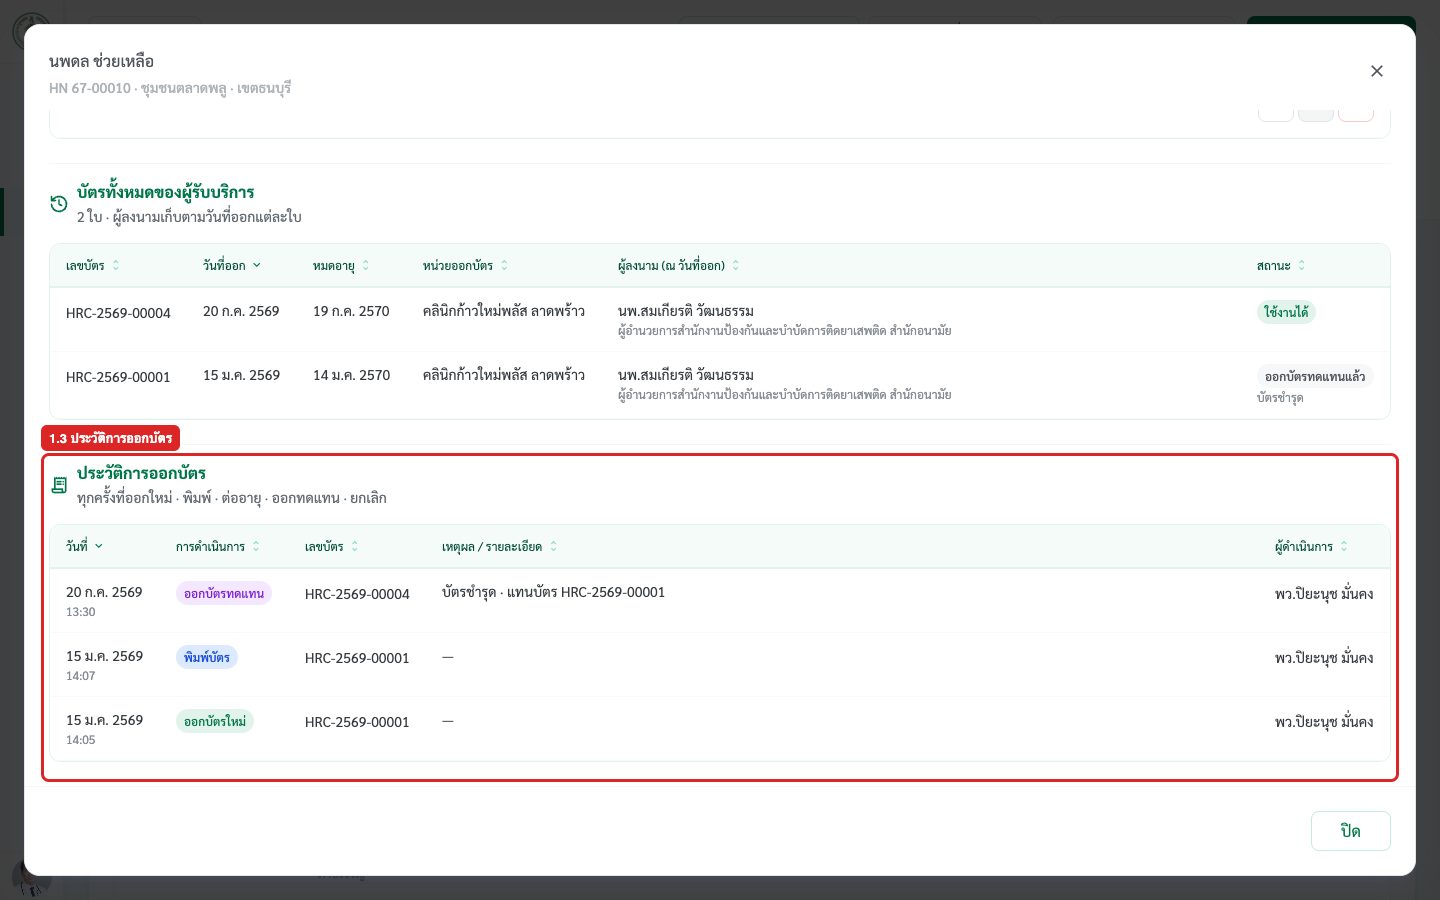 นพดล ช่วยเหลือ
HN 67-00010 · ชุมชนตลาดพลู · เขตธนบุรี
บัตรทั้งหมดของผู้รับบริการ
2 ใบ · ผู้ลงนามเก็บตามวันที่ออกแต่ละใบ
เลขบัตร วันที่ออก หมดอายุ หน่วยออกบัตร ผู้ลงนาม (ณ วันที่ออก) สถานะ
HRC-2569-00004 20 ก.ค. 2569 19 ก.ค. 2570 คลินิกก้าวใหม่พลัส ลาดพร้าว นพ.สมเกียรติ วัฒนธรรม ใช้งานได้
ผู้อำนวยการสำนักงานป้องกันและบำบัดการติดยาเสพติด สำนักอนามัย
HRC-2569-00001 15 ม.ค. 2569 14 ม.ค. 2570 คลินิกก้าวใหม่พลัส ลาดพร้าว นพ.สมเกียรติ วัฒนธรรม ออกบัตรทดแทนแล้ว
ผู้อำนวยการสำนักงานป้องกันและบำบัดการติดยาเสพติด สำนักอนามัย บัตรชำรุด
1.3 ประวัติการออกบัตร
ประวัติการออกบัตร
ทุกครั้งที่ออกใหม่ · พิมพ์ · ต่ออายุ · ออกทดแทน · ยกเลิก
วันที่ การดำเนินการ เลขบัตร เหตุผล / รายละเอียด ผู้ดำเนินการ
20 ก.ค. 2569 ออกบัตรทดแทน HRC-2569-00004 บัตรชำรุด · แทนบัตร HRC-2569-00001 พว.ปิยะนุช มั่นคง
13:30
15 ม.ค. 2569 พิมพ์บัตร HRC-2569-00001 — พว.ปิยะนุช มั่นคง
14:07
15 ม.ค. 2569 ออกบัตรใหม่ HRC-2569-00001 — พว.ปิยะนุช มั่นคง
14:05
ปิด